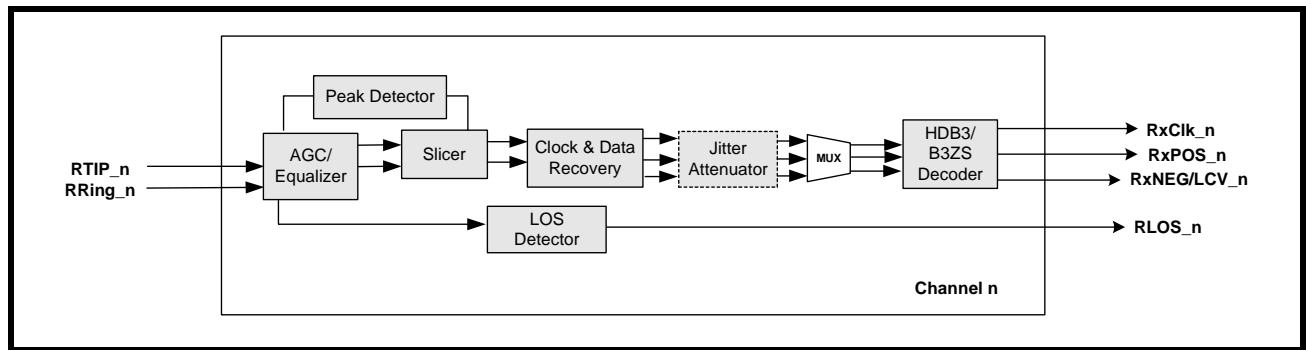 Peak Detector
RTIP_n
RRing_n
AGC/
Equalizer
Slicer
Clock & Data
Recovery
Jitter
Attenuator
MUX
HDB3/
B3ZS
Decoder
RxClk_n
RxPOS_n
RxNEG/LCV_n
LOS
Detector
RLOS_n
Channel n